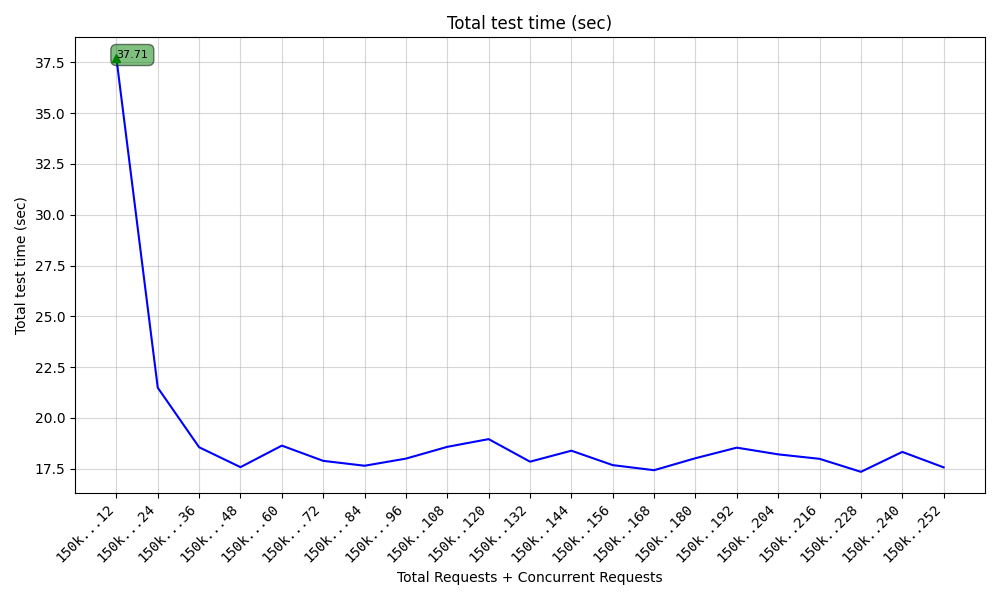 Total test time (sec)
37.71
37.5
35.0
32.5
30.0
27.5
25.0
22.5
20.0
17.5
Total test time (sec)
150k...12
150k...24
150k...36
150k...48
150k...60
150k...72
150k...84
150k...96
150k..108
150k..120
150k..132
150k..144
150k..156
150k..168
150k..180
150k..192
150k..204
150k..216
150k..228
150k..240
150k..252
Total Requests + Concurrent Requests